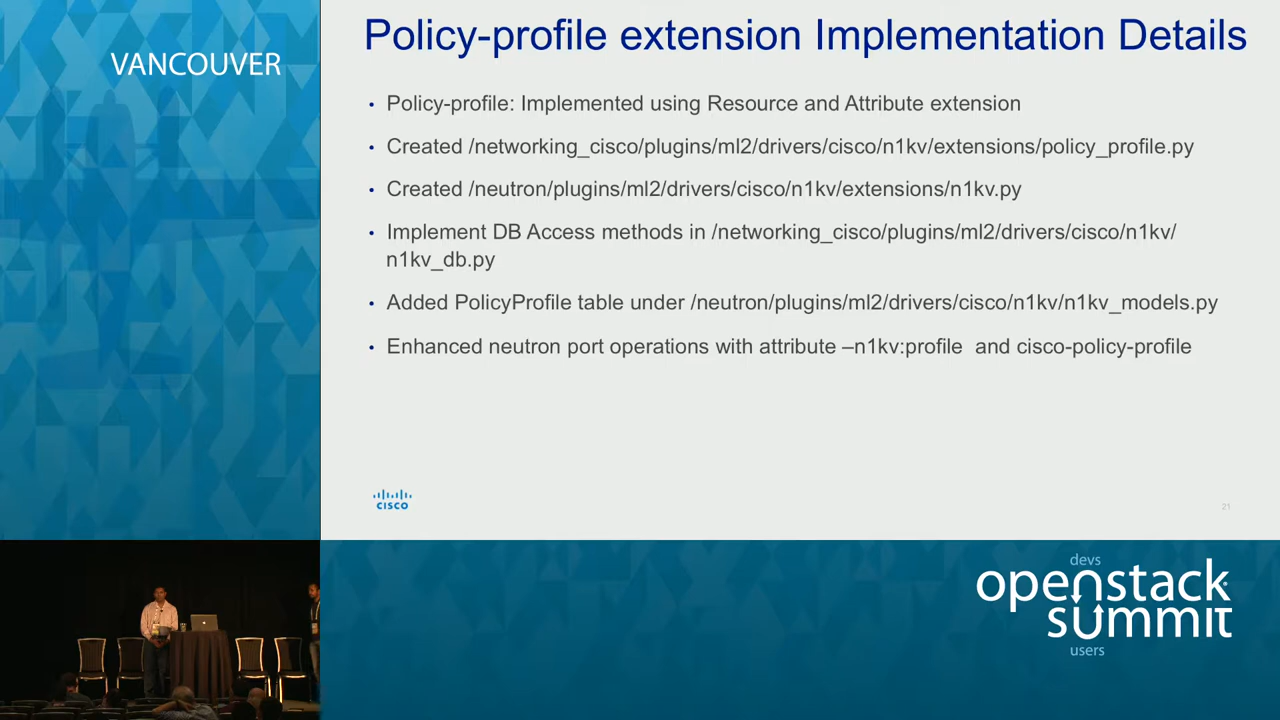 VANCOUVER
Policy-profile extension Implementation Details
• Policy-profile: Implemented using Resource and Attribute extension
• Created /networking_cisco/plugins/ml2/drivers/cisco/n1kv/extensions/policy_profile.py
• Created /neutron/plugins/ml2/drivers/cisco/n1kv/extensions/n1kv.py
• Implement DB Access methods in /networking_cisco/plugins/ml2/drivers/cisco/n1kv/
n1kv_db.py
• Added PolicyProfile table under /neutron/plugins/ml2/drivers/cisco/n1kv/n1kv_models.py
• Enhanced neutron port operations with attribute –n1kv:profile  and cisco-policy-profile
CISCO
21
devs
openstack
summit
users